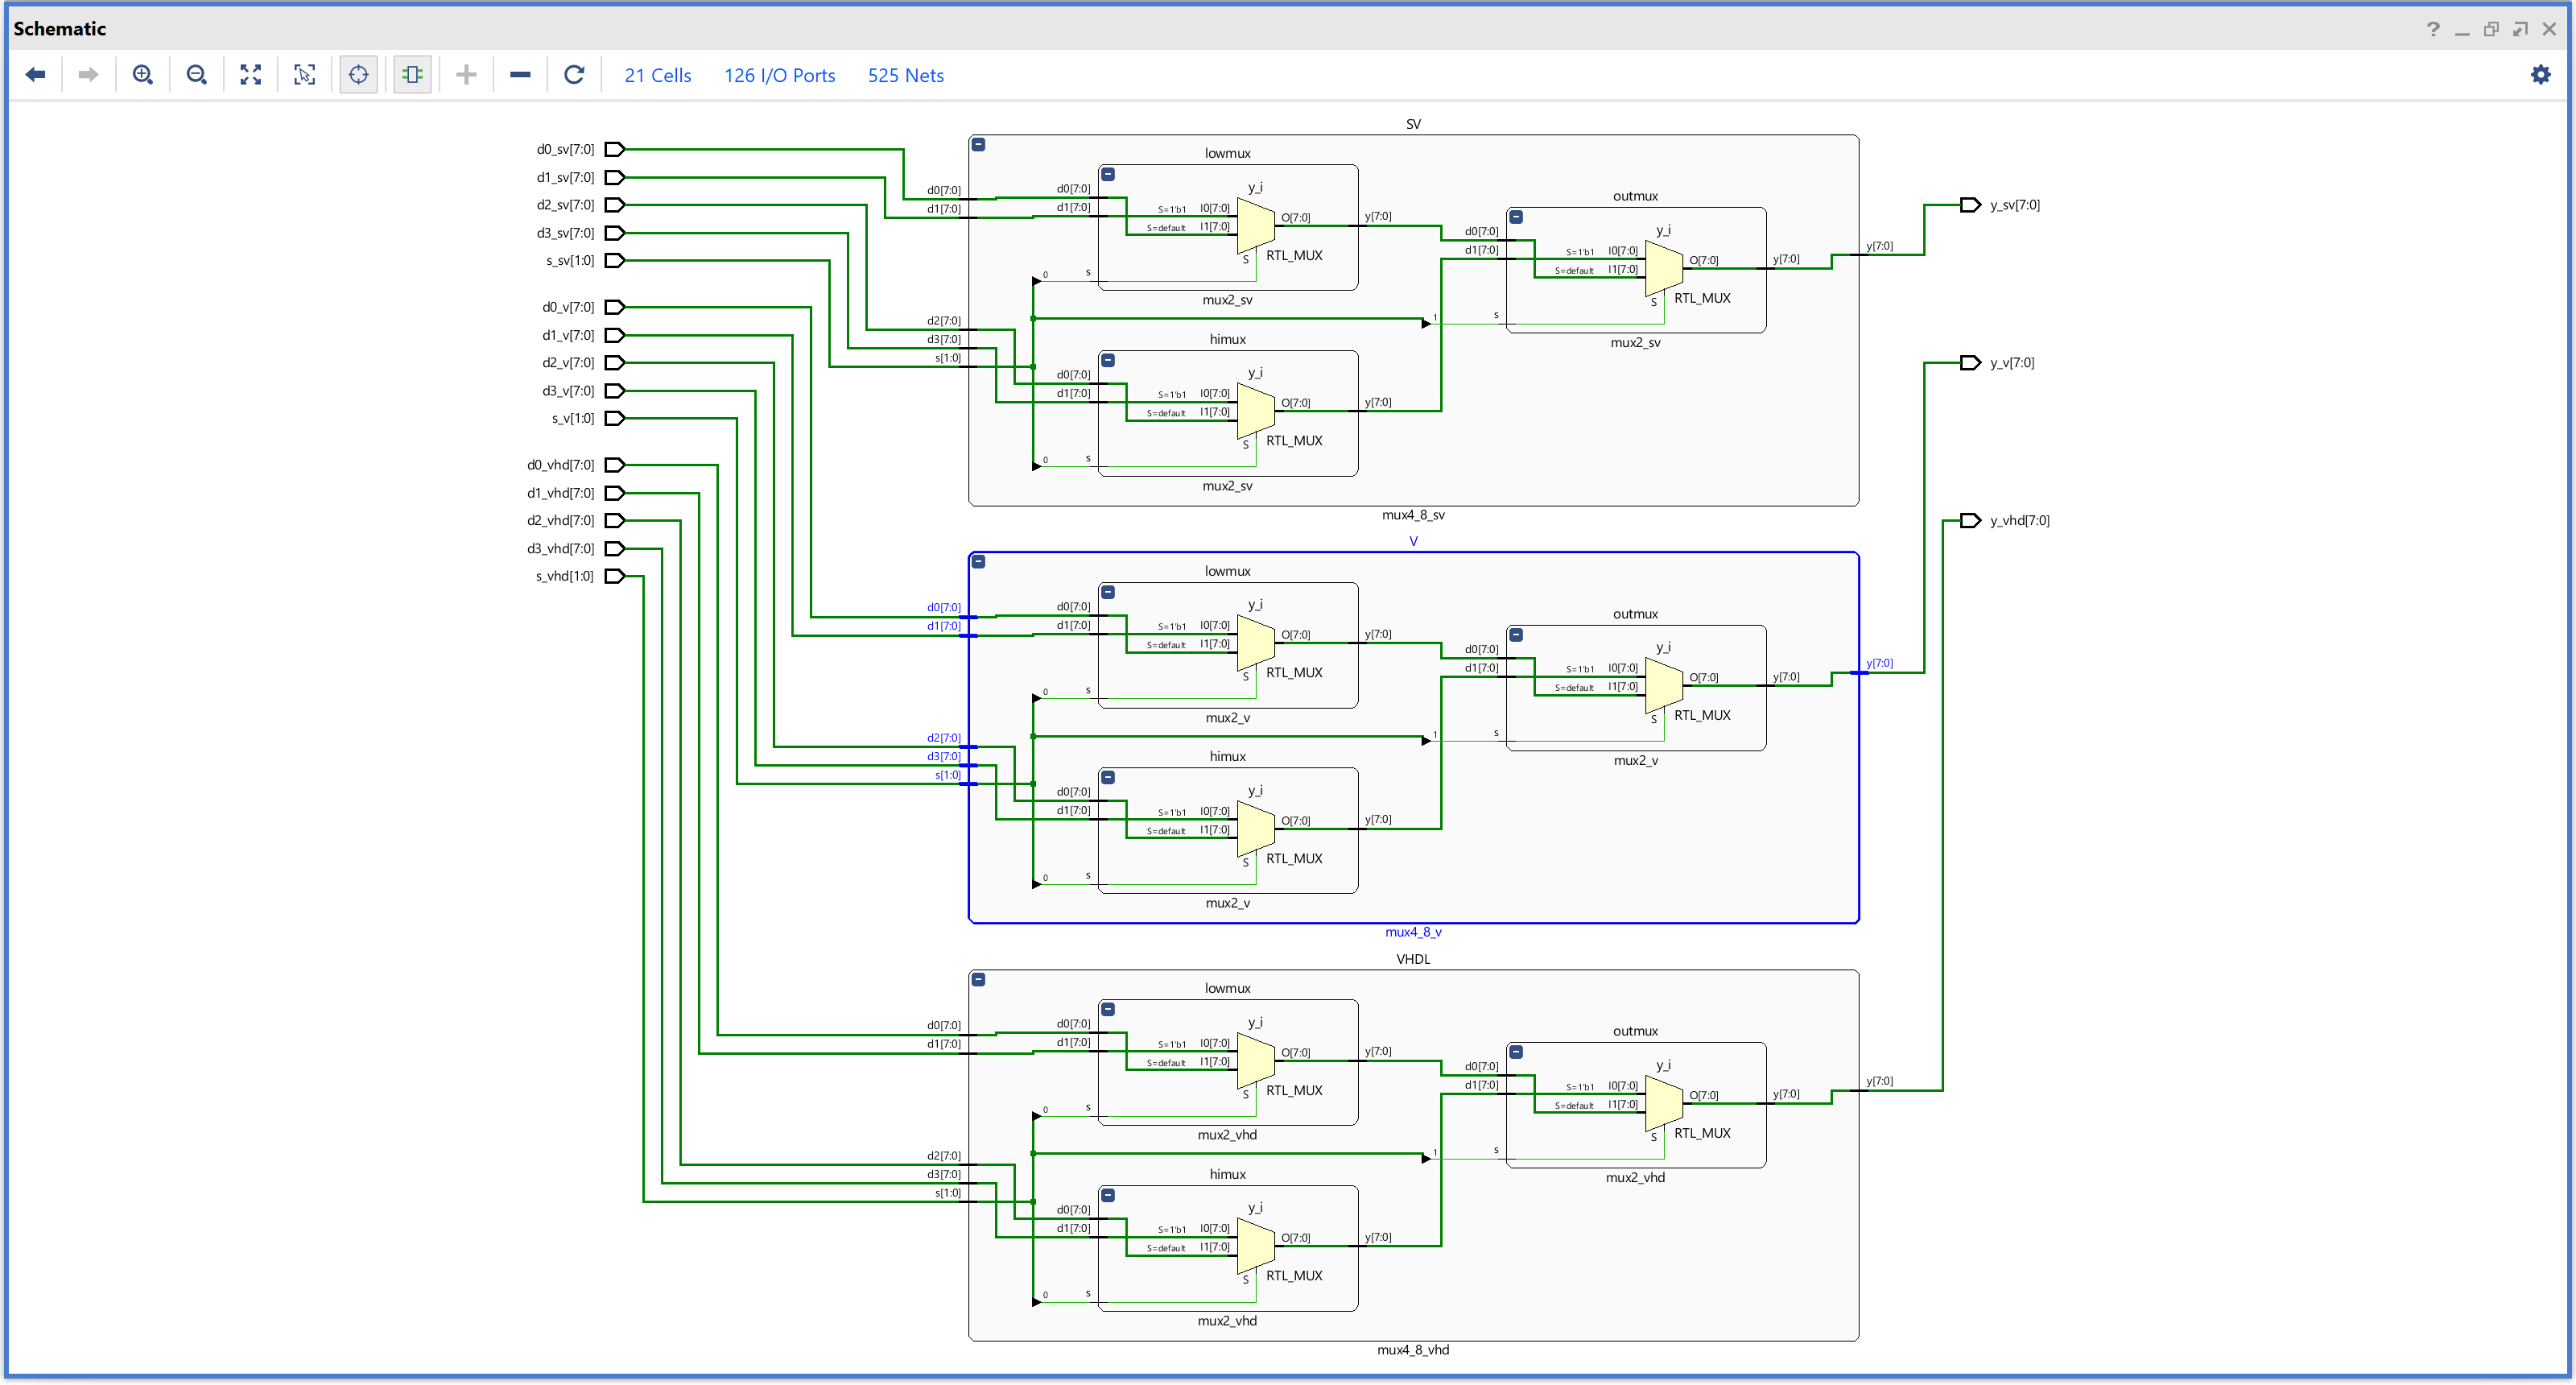 Schematic
21 Cells 126 I/O Ports 525 Nets
d0_sv[7:0]
d1_sv[7:0]
d2_sv[7:0]
d3_sv[7:0]
s_sv[1:0]
d0_v[7:0]
d1_v[7:0]
d2_v[7:0]
d3_v[7:0]
s_v[1:0]
d0_vhd[7:0]
d1_vhd[7:0]
d2_vhd[7:0]
d3_vhd[7:0]
s_vhd[1:0]
SV
d0[7:0]
d1[7:0]
d2[7:0]
d3[7:0]
s[1:0]
lowmux
d0[7:0]
d1[7:0]
S=1'b1 I0[7:0]
S=default I1[7:0]
y_i
O[7:0]
S RTL_MUX
0 s
y[7:0]
mux2_sv
himux
d0[7:0]
d1[7:0]
S=1'b1 I0[7:0]
S=default I1[7:0]
y_i
O[7:0]
S RTL_MUX
0 s
y[7:0]
mux2_sv
outmux
d0[7:0]
d1[7:0]
S=1'b1 I0[7:0]
S=default I1[7:0]
y_i
O[7:0]
S RTL_MUX
1 s
y[7:0]
mux2_sv
y[7:0]
mux4_8_sv
V
d0[7:0]
d1[7:0]
d2[7:0]
d3[7:0]
s[1:0]
lowmux
d0[7:0]
d1[7:0]
S=1'b1 I0[7:0]
S=default I1[7:0]
y_i
O[7:0]
S RTL_MUX
0 s
y[7:0]
mux2_v
himux
d0[7:0]
d1[7:0]
S=1'b1 I0[7:0]
S=default I1[7:0]
y_i
O[7:0]
S RTL_MUX
0 s
y[7:0]
mux2_v
outmux
d0[7:0]
d1[7:0]
S=1'b1 I0[7:0]
S=default I1[7:0]
y_i
O[7:0]
S RTL_MUX
1 s
y[7:0]
mux2_v
y[7:0]
mux4_8_v
VHDL
d0[7:0]
d1[7:0]
d2[7:0]
d3[7:0]
s[1:0]
lowmux
d0[7:0]
d1[7:0]
S=1'b1 I0[7:0]
S=default I1[7:0]
y_i
O[7:0]
S RTL_MUX
0 s
y[7:0]
mux2_vhd
himux
d0[7:0]
d1[7:0]
S=1'b1 I0[7:0]
S=default I1[7:0]
y_i
O[7:0]
S RTL_MUX
0 s
y[7:0]
mux2_vhd
outmux
d0[7:0]
d1[7:0]
S=1'b1 I0[7:0]
S=default I1[7:0]
y_i
O[7:0]
S RTL_MUX
1 s
y[7:0]
mux2_vhd
y[7:0]
mux4_8_vhd
y_sv[7:0]
y_v[7:0]
y_vhd[7:0]